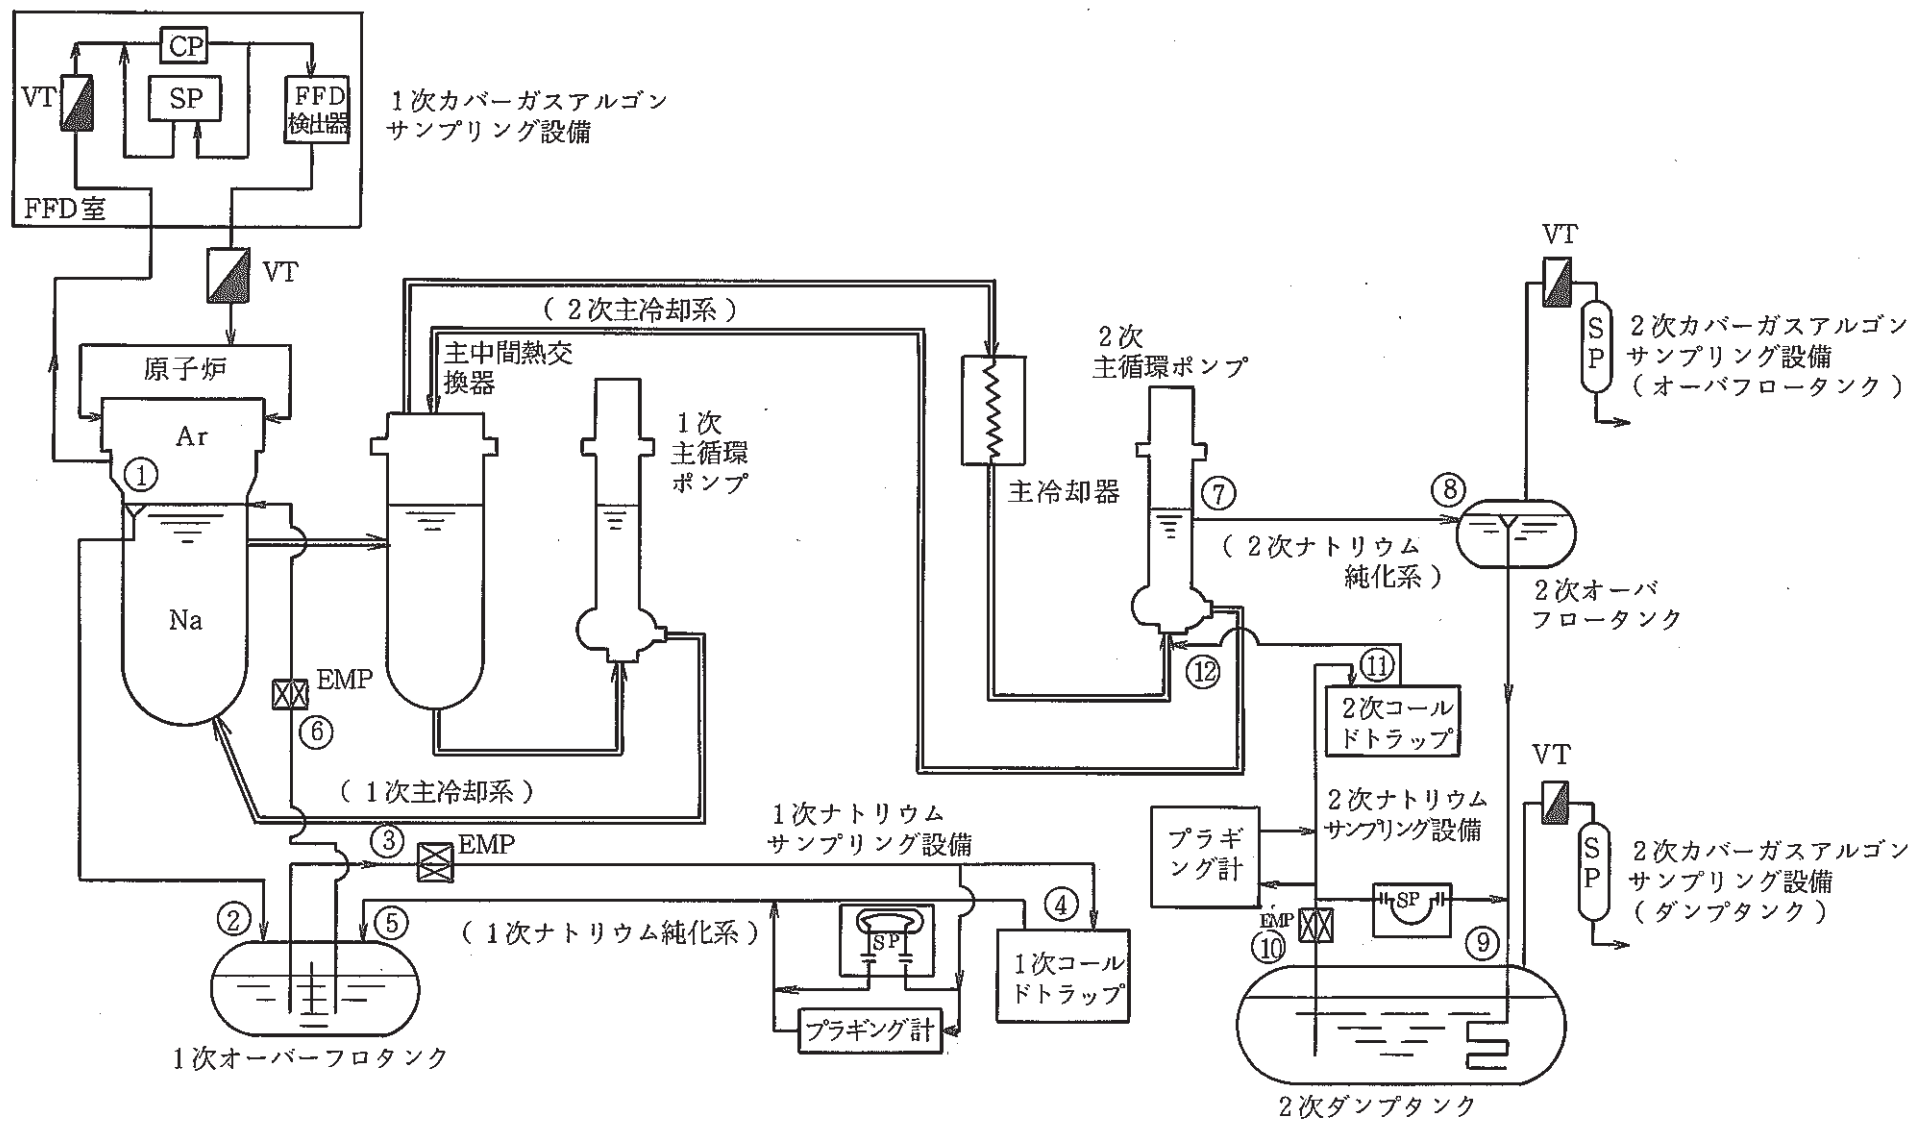 CP
VT
SP
FFD
検出器
1次カバーガスアルゴン
サンプリング設備
FFD室
VT
原子炉
Ar
①
Na
EMP
⑥
主中間熱交
換器
(2次主冷却系)
1次
主循環
ポンプ
(1次主冷却系)
主冷却器
2次
主循環ポンプ
⑦
(2次ナトリウム
純化系)
⑧
VT
SP
2次カバーガスアルゴン
サンプリング設備
(オーバフロータンク)
2次オーバ
フロータンク
⑫
⑪
2次コール
ドトラップ
2次ナトリウム
サンプリング設備
プラギ
ング計
EMP
⑩
SP
⑨
VT
SP
2次カバーガスアルゴン
サンプリング設備
(ダンプタンク)
2次ダンプタンク
③
EMP
1次ナトリウム
サンプリング設備
②
⑤
(1次ナトリウム純化系)
SP
④
1次コール
ドトラップ
プラギング計
1次オーバーフロタンク